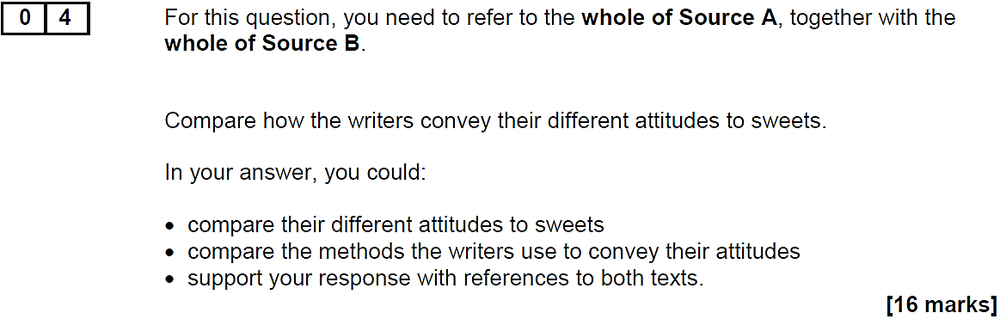 0 4 For this question, you need to refer to the whole of Source A, together with the
whole of Source B.
Compare how the writers convey their different attitudes to sweets.
In your answer, you could:
• compare their different attitudes to sweets
• compare the methods the writers use to convey their attitudes
• support your response with references to both texts.
[16 marks]